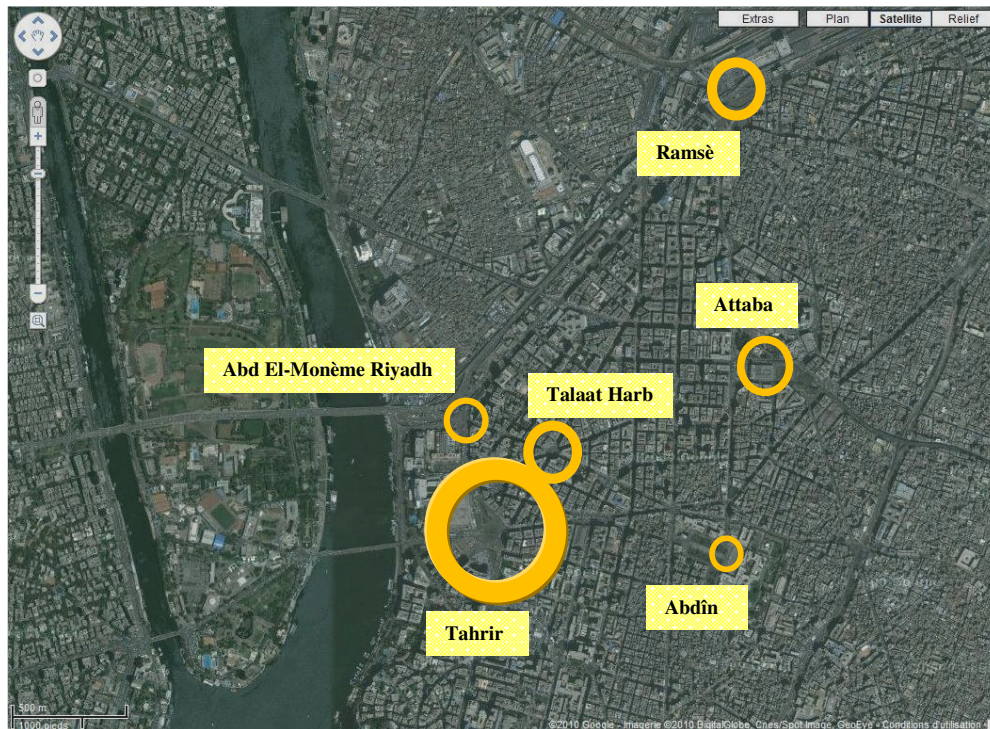 Extras Plan Satellite Relief
Ramsè
Attaba
Abd El-Monème Riyadh
Talaat Harb
Abdîn
Tahrir
500 m
1000 pieds
©2010 Google - Imagerie ©2010 DigitalGlobe, Cnes/Spot Image, GeoEye - Conditions d'utilisation